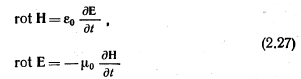 rot H = ε₀ ∂E/∂t ,
(2.27)
rot E = −μ₀ ∂H/∂t